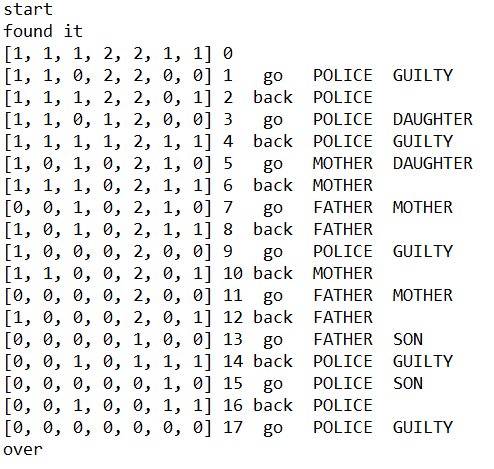 start
found it
[1, 1, 1, 2, 2, 1, 1] 0
[1, 1, 0, 2, 2, 0, 0] 1 go POLICE GUILTY
[1, 1, 1, 2, 2, 0, 1] 2 back POLICE
[1, 1, 0, 1, 2, 0, 0] 3 go POLICE DAUGHTER
[1, 1, 1, 1, 2, 1, 1] 4 back POLICE GUILTY
[1, 0, 1, 0, 2, 1, 0] 5 go MOTHER DAUGHTER
[1, 1, 1, 0, 2, 1, 1] 6 back MOTHER
[0, 0, 1, 0, 2, 1, 0] 7 go FATHER MOTHER
[1, 0, 1, 0, 2, 1, 1] 8 back FATHER
[1, 0, 0, 0, 2, 0, 0] 9 go POLICE GUILTY
[1, 1, 0, 0, 2, 0, 1] 10 back MOTHER
[0, 0, 0, 0, 2, 0, 0] 11 go FATHER MOTHER
[1, 0, 0, 0, 2, 0, 1] 12 back FATHER
[0, 0, 0, 0, 1, 0, 0] 13 go FATHER SON
[0, 0, 1, 0, 1, 1, 1] 14 back POLICE GUILTY
[0, 0, 0, 0, 0, 1, 0] 15 go POLICE SON
[0, 0, 1, 0, 0, 1, 1] 16 back POLICE
[0, 0, 0, 0, 0, 0, 0] 17 go POLICE GUILTY
over